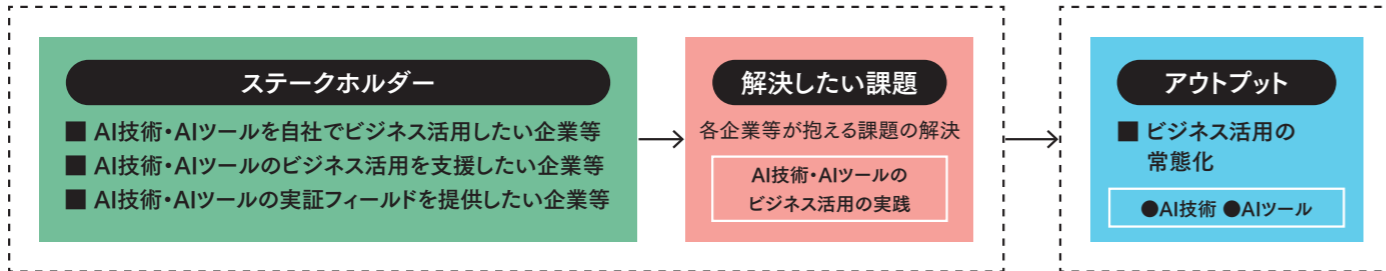 ステークホルダー
■ AI技術・AIツールを自社でビジネス活用したい企業等
■ AI技術・AIツールのビジネス活用を支援したい企業等
■ AI技術・AIツールの実証フィールドを提供したい企業等
解決したい課題
各企業等が抱える課題の解決
AI技術・AIツールの
ビジネス活用の実践
アウトプット
■ ビジネス活用の
常態化
●AI技術 ●AIツール